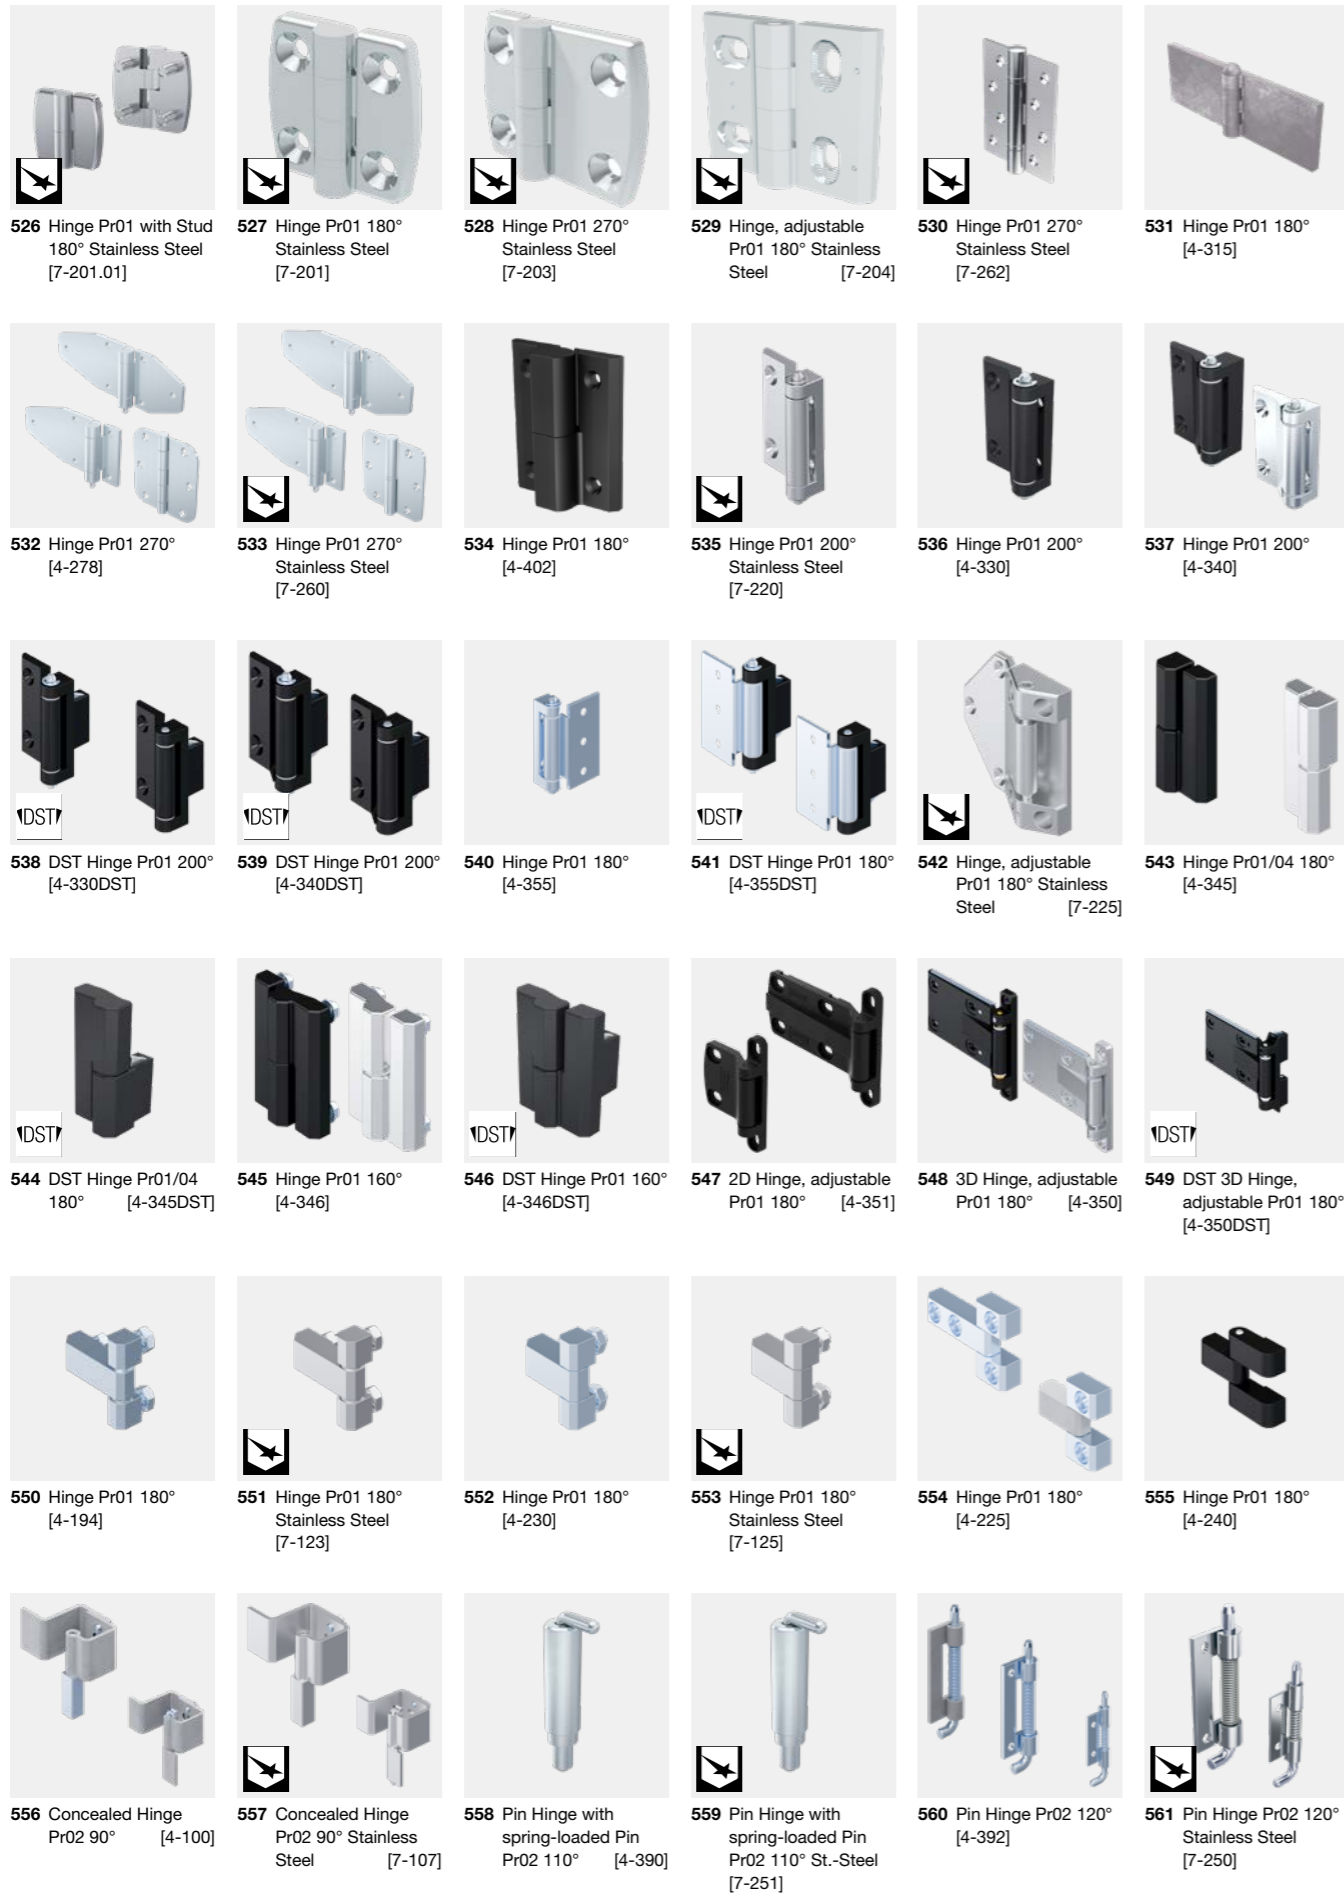 526 Hinge Pr01 with Stud
180° Stainless Steel
[7-201.01]
527 Hinge Pr01 180°
Stainless Steel
[7-201]
528 Hinge Pr01 270°
Stainless Steel
[7-203]
529 Hinge, adjustable
Pr01 180° Stainless
Steel [7-204]
530 Hinge Pr01 270°
Stainless Steel
[7-262]
531 Hinge Pr01 180°
[4-315]
532 Hinge Pr01 270°
[4-278]
533 Hinge Pr01 270°
Stainless Steel
[7-260]
534 Hinge Pr01 180°
[4-402]
535 Hinge Pr01 200°
Stainless Steel
[7-220]
536 Hinge Pr01 200°
[4-330]
537 Hinge Pr01 200°
[4-340]
DST
538 DST Hinge Pr01 200°
[4-330DST]
DST
539 DST Hinge Pr01 200°
[4-340DST]
540 Hinge Pr01 180°
[4-355]
DST
541 DST Hinge Pr01 180°
[4-355DST]
542 Hinge, adjustable
Pr01 180° Stainless
Steel [7-225]
543 Hinge Pr01/04 180°
[4-345]
DST
544 DST Hinge Pr01/04
180° [4-345DST]
545 Hinge Pr01 160°
[4-346]
DST
546 DST Hinge Pr01 160°
[4-346DST]
547 2D Hinge, adjustable
Pr01 180° [4-351]
548 3D Hinge, adjustable
Pr01 180° [4-350]
DST
549 DST 3D Hinge,
adjustable Pr01 180°
[4-350DST]
550 Hinge Pr01 180°
[4-194]
551 Hinge Pr01 180°
Stainless Steel
[7-123]
552 Hinge Pr01 180°
[4-230]
553 Hinge Pr01 180°
Stainless Steel
[7-125]
554 Hinge Pr01 180°
[4-225]
555 Hinge Pr01 180°
[4-240]
556 Concealed Hinge
Pr02 90° [4-100]
557 Concealed Hinge
Pr02 90° Stainless
Steel [7-107]
558 Pin Hinge with
spring-loaded Pin
Pr02 110° [4-390]
559 Pin Hinge with
spring-loaded Pin
Pr02 110° St.-Steel
[7-251]
560 Pin Hinge Pr02 120°
[4-392]
561 Pin Hinge Pr02 120°
Stainless Steel
[7-250]